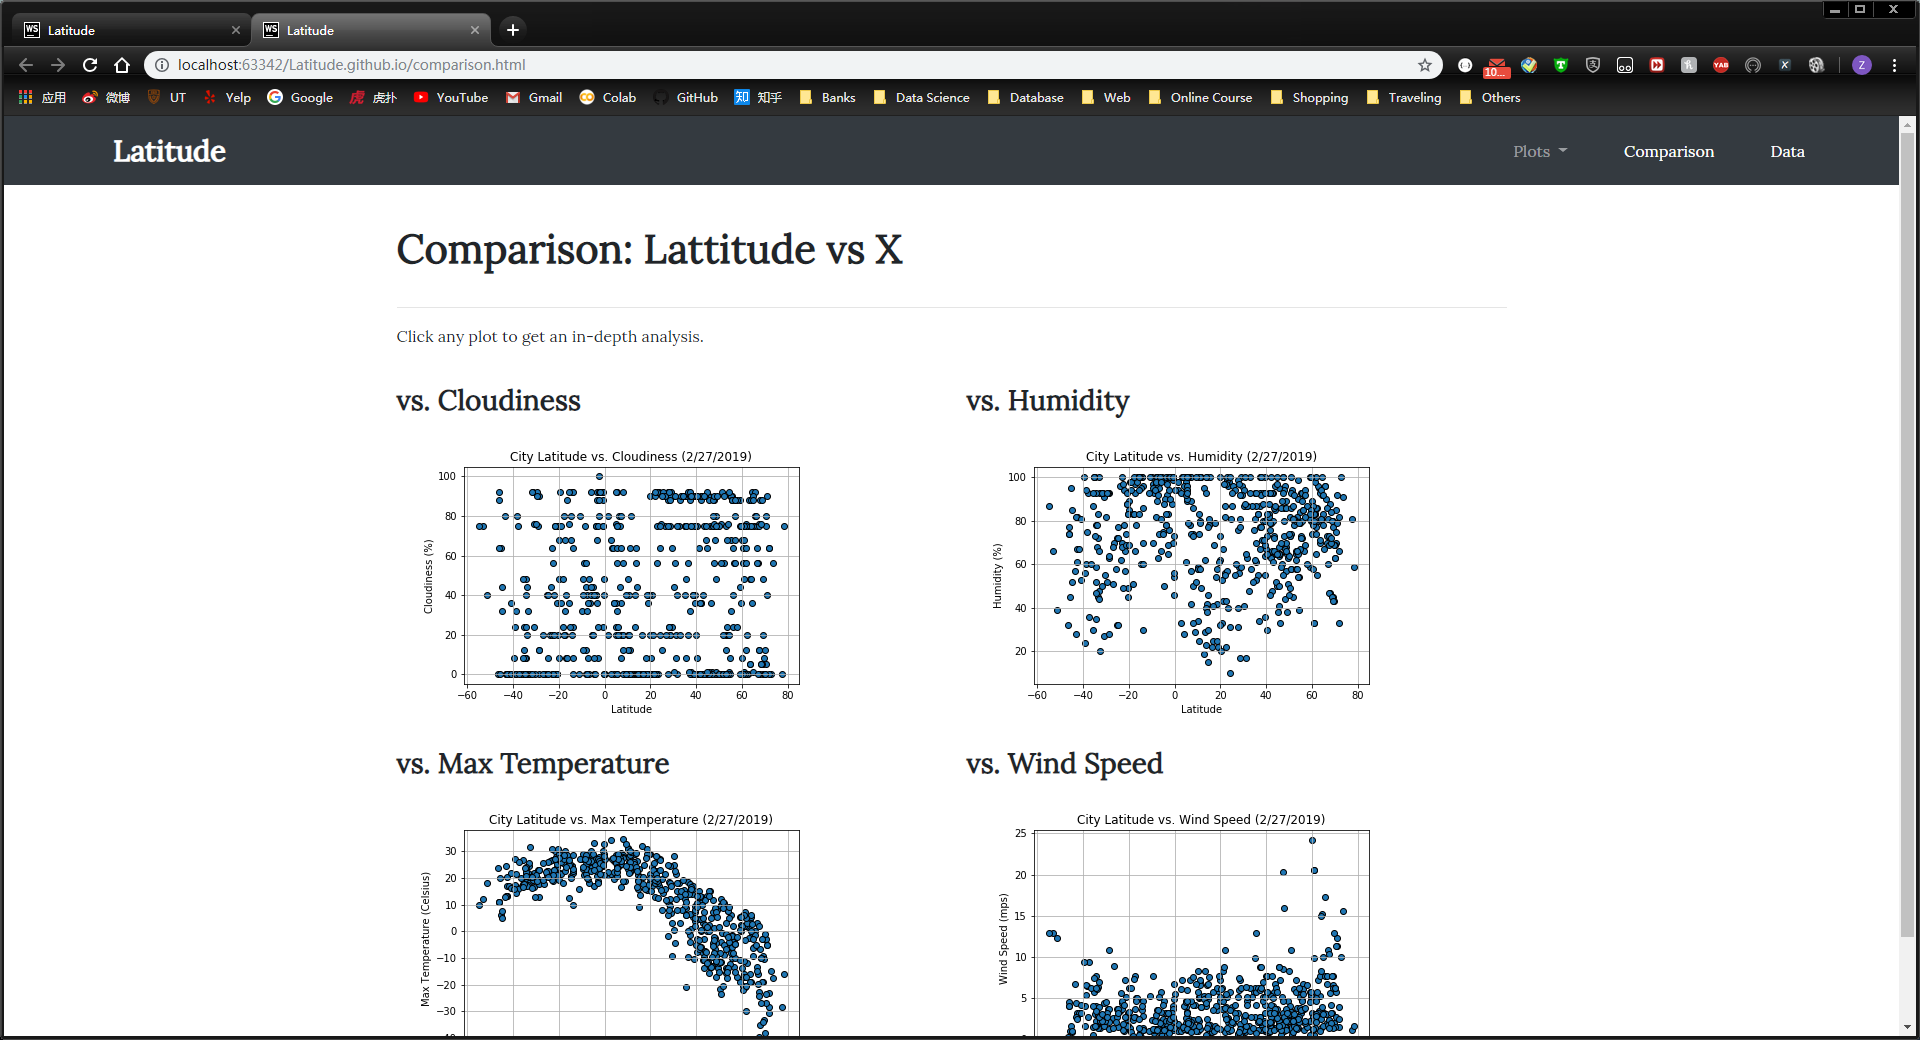 Latitude
Latitude
localhost:63342/Latitude.github.io/comparison.html
10...
YAB
Z
应用 微博 UT Yelp Google 虎扑 YouTube Gmail Colab GitHub 知乎 Banks Data Science Database Web Online Course Shopping Traveling Others
Latitude
Plots
Comparison
Data
Comparison: Lattitude vs X
Click any plot to get an in-depth analysis.
vs. Cloudiness
City Latitude vs. Cloudiness (2/27/2019)
Cloudiness (%)
100
80
60
40
20
0
−60 −40 −20 0 20 40 60 80
Latitude
vs. Humidity
City Latitude vs. Humidity (2/27/2019)
Humidity (%)
100
80
60
40
20
−60 −40 −20 0 20 40 60 80
Latitude
vs. Max Temperature
City Latitude vs. Max Temperature (2/27/2019)
Max Temperature (Celsius)
30
20
10
0
−10
−20
−30
vs. Wind Speed
City Latitude vs. Wind Speed (2/27/2019)
Wind Speed (mps)
25
20
15
10
5